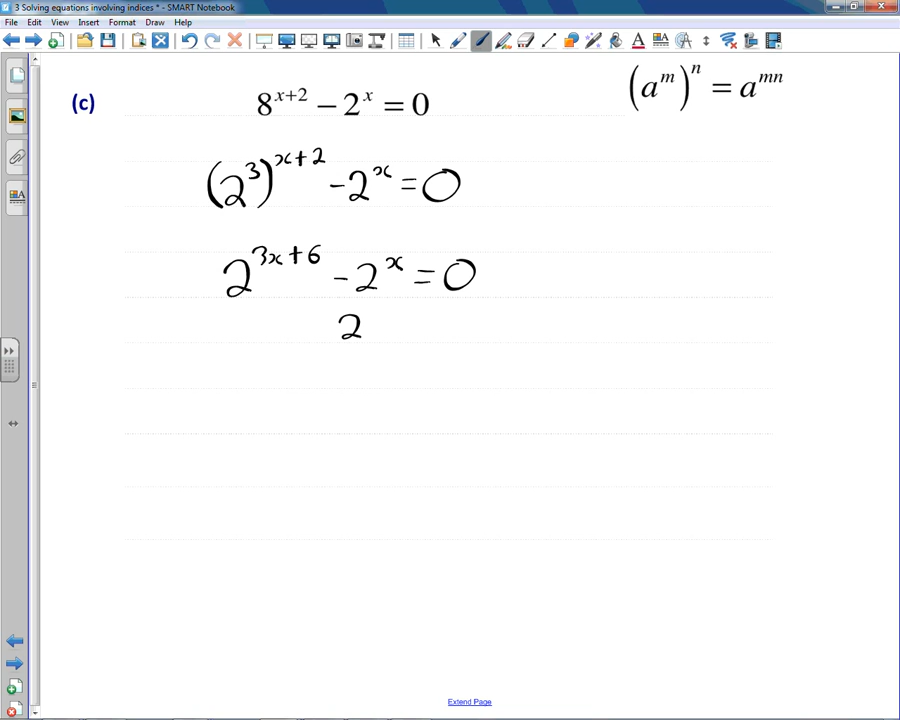 3 Solving equations involving indices * - SMART Notebook
File Edit View Insert Format Draw Help
(c) 8^{x+2} − 2^{x} = 0
(a^{m})^{n} = a^{mn}
(2^{3})^{x+2} - 2^{x} = 0
2^{3x+6} - 2^{x} = 0
2
Extend Page